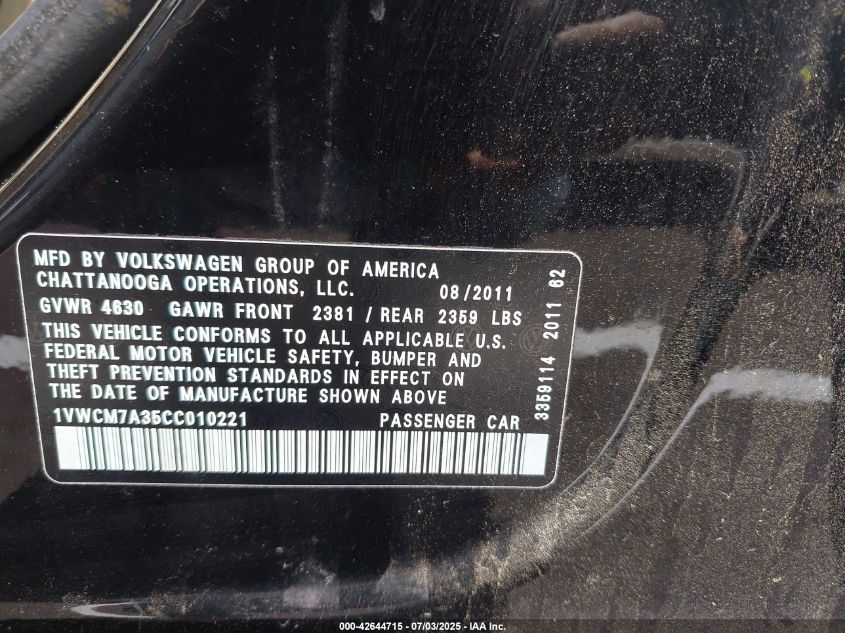 MFD BY VOLKSWAGEN GROUP OF AMERICA
CHATTANOOGA OPERATIONS, LLC. 08/2011
GVWR 4630 GAWR FRONT 2381 / REAR 2359 LBS
THIS VEHICLE CONFORMS TO ALL APPLICABLE U.S.
FEDERAL MOTOR VEHICLE SAFETY, BUMPER AND
THEFT PREVENTION STANDARDS IN EFFECT ON
THE DATE OF MANUFACTURE SHOWN ABOVE
1VWCM7A35CC010221 PASSENGER CAR
3359114 2011 62
000-42644715 - 07/03/2025 - IAA Inc.